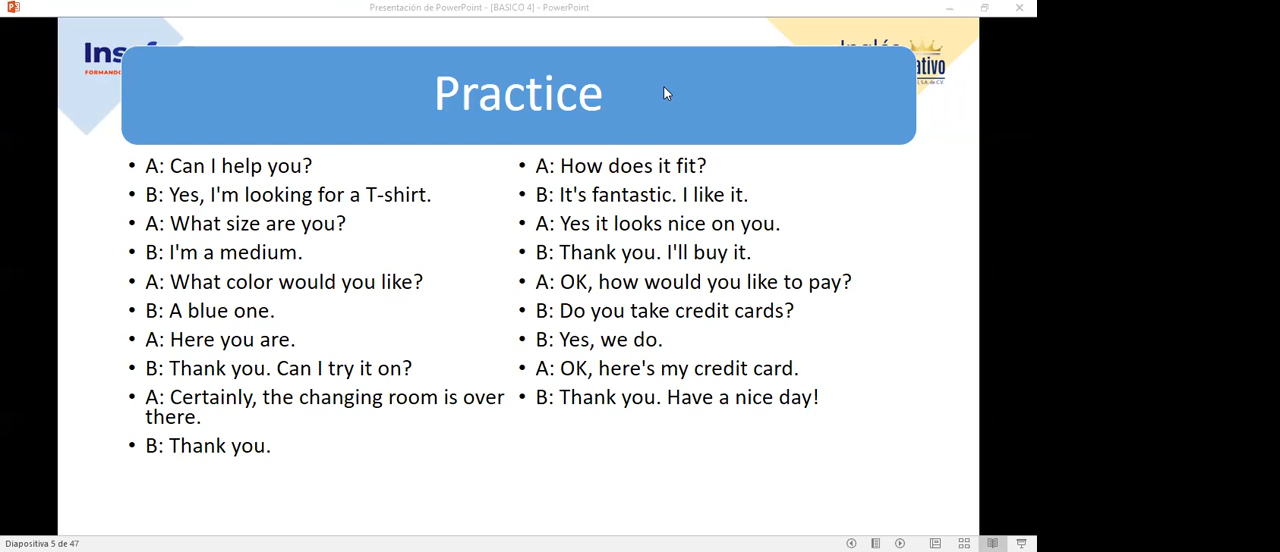 Presentación de PowerPoint - [BASICO 4] - PowerPoint
Practice
• A: Can I help you?
• B: Yes, I'm looking for a T-shirt.
• A: What size are you?
• B: I'm a medium.
• A: What color would you like?
• B: A blue one.
• A: Here you are.
• B: Thank you. Can I try it on?
• A: Certainly, the changing room is over
there.
• B: Thank you.
• A: How does it fit?
• B: It's fantastic. I like it.
• A: Yes it looks nice on you.
• B: Thank you. I'll buy it.
• A: OK, how would you like to pay?
• B: Do you take credit cards?
• B: Yes, we do.
• A: OK, here's my credit card.
• B: Thank you. Have a nice day!
Diapositiva 5 de 47